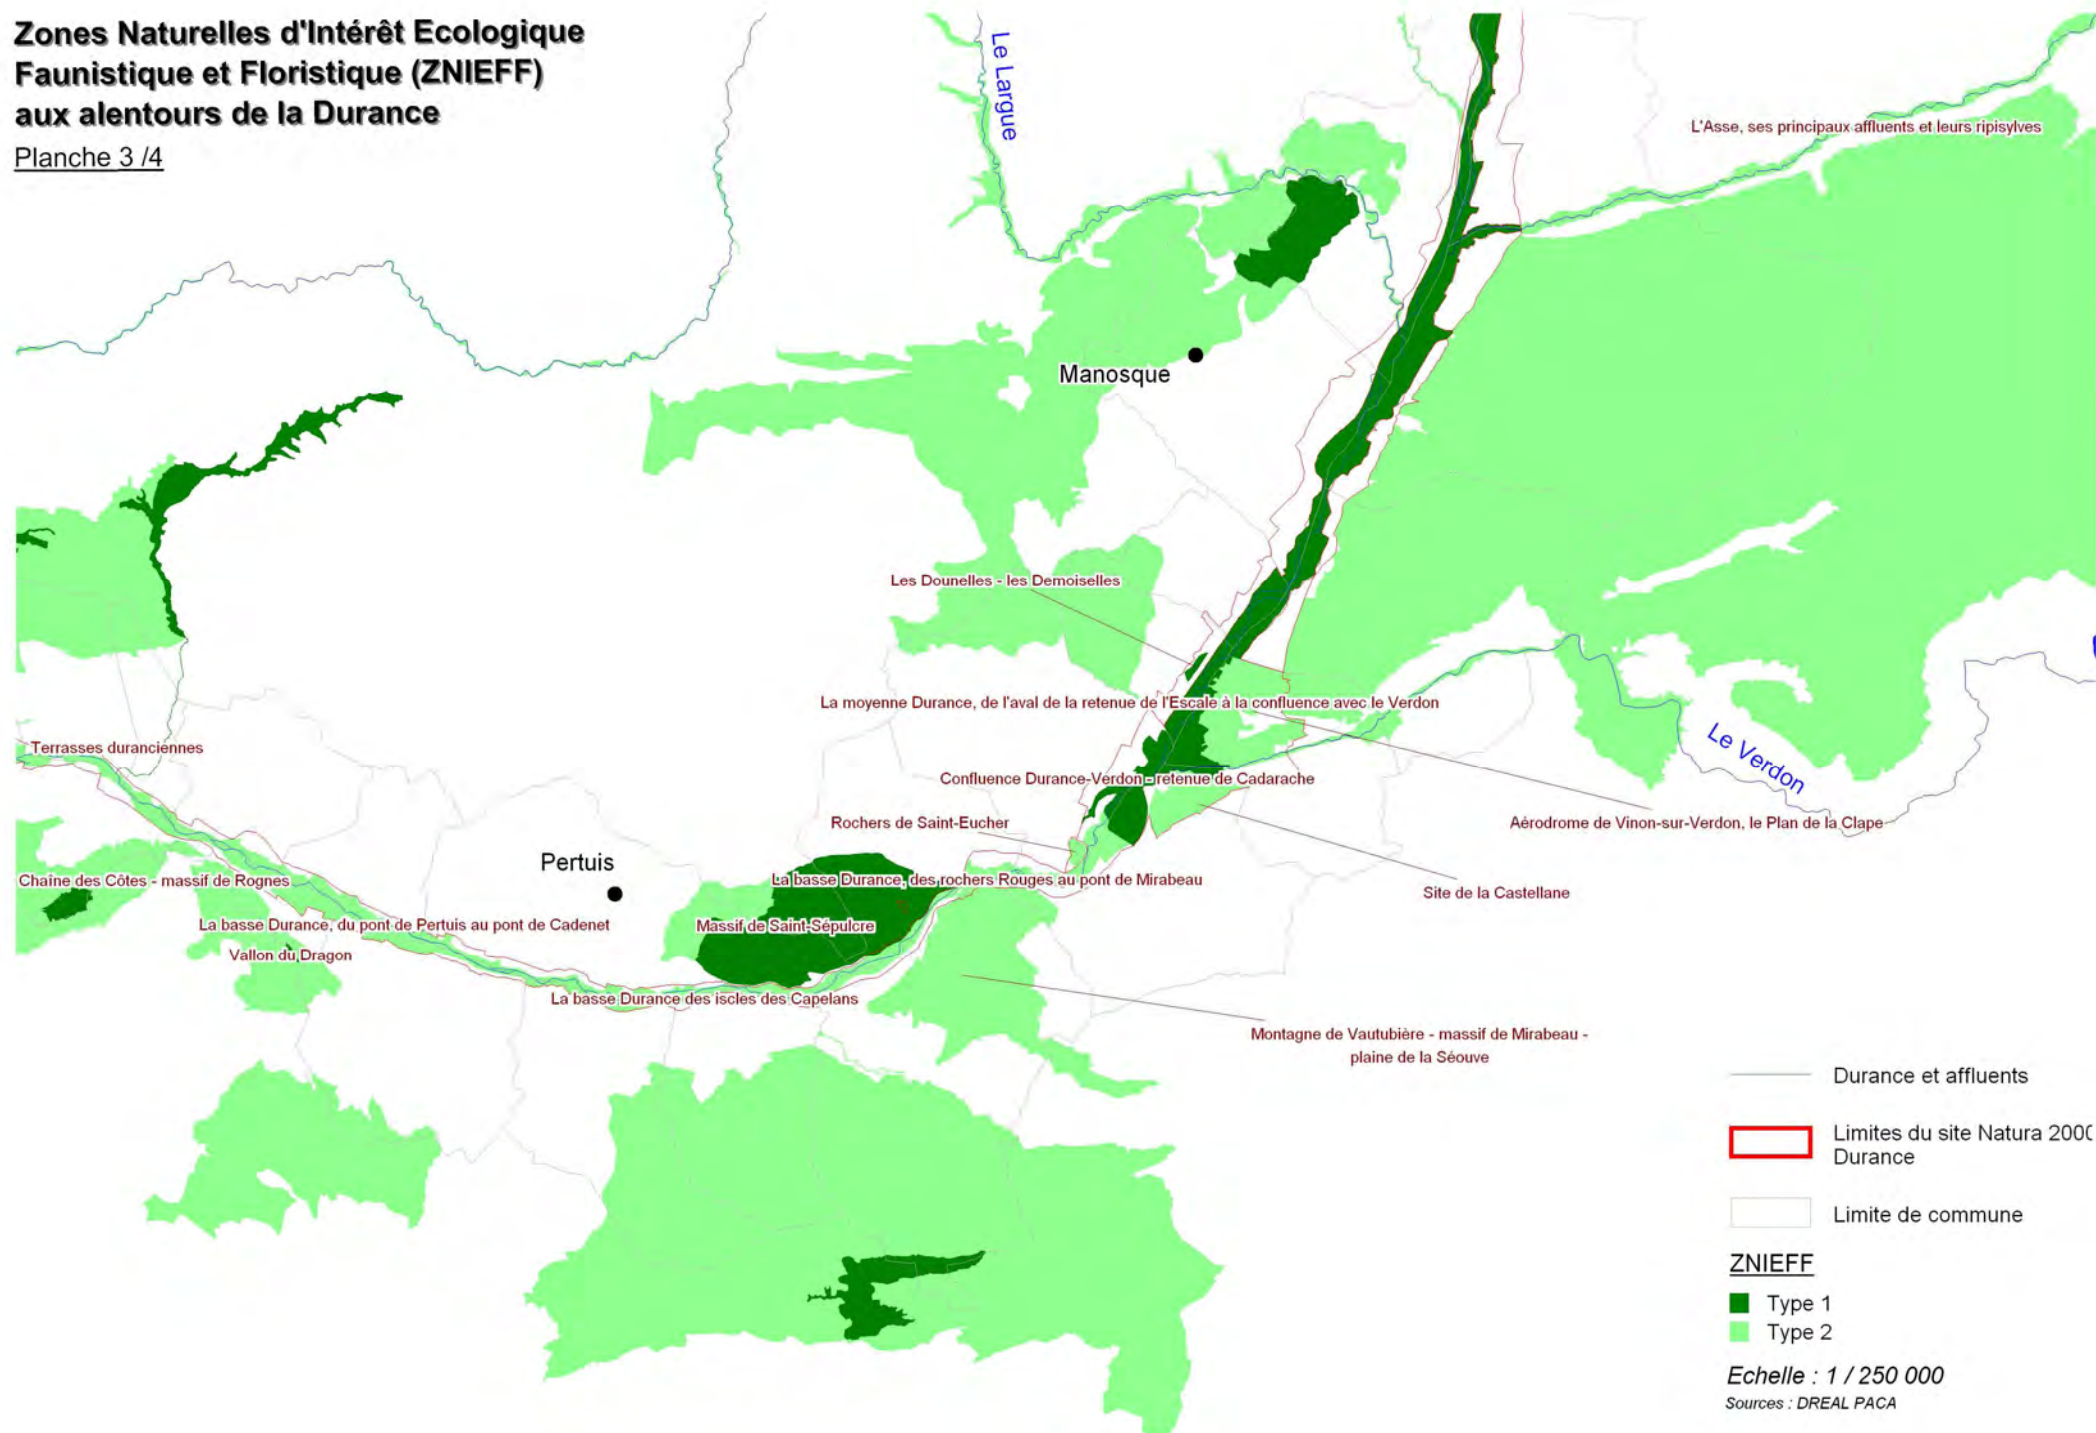 Zones Naturelles d'Intérêt Ecologique
Faunistique et Floristique (ZNIEFF)
aux alentours de la Durance
Planche 3 /4
Le Largue
L'Asse, ses principaux affluents et leurs ripisylves
Manosque
Les Dounelles - les Demoiselles
La moyenne Durance, de l'aval de la retenue de l'Escale à la confluence avec le Verdon
Le Verdon
Terrasses duranciennes
Confluence Durance-Verdon - retenue de Cadarache
Rochers de Saint-Eucher
Aérodrome de Vinon-sur-Verdon, le Plan de la Clape
Pertuis
Chaîne des Côtes - massif de Rognes
La basse Durance, des rochers Rouges au pont de Mirabeau
Site de la Castellane
La basse Durance, du pont de Pertuis au pont de Cadenet
Massif de Saint-Sépulcre
Vallon du Dragon
La basse Durance des iscles des Capelans
Montagne de Vautubière - massif de Mirabeau -
plaine de la Séouve
Durance et affluents
Limites du site Natura 2000
Durance
Limite de commune
ZNIEFF
Type 1
Type 2
Echelle : 1 / 250 000
Sources : DREAL PACA